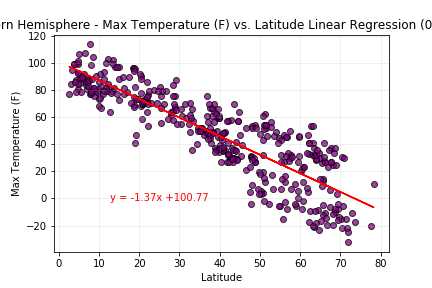 ern Hemisphere - Max Temperature (F) vs. Latitude Linear Regression (0
120
100
80
60
40
20
0
−20
Max Temperature (F)
y = -1.37x +100.77
0 10 20 30 40 50 60 70 80
Latitude